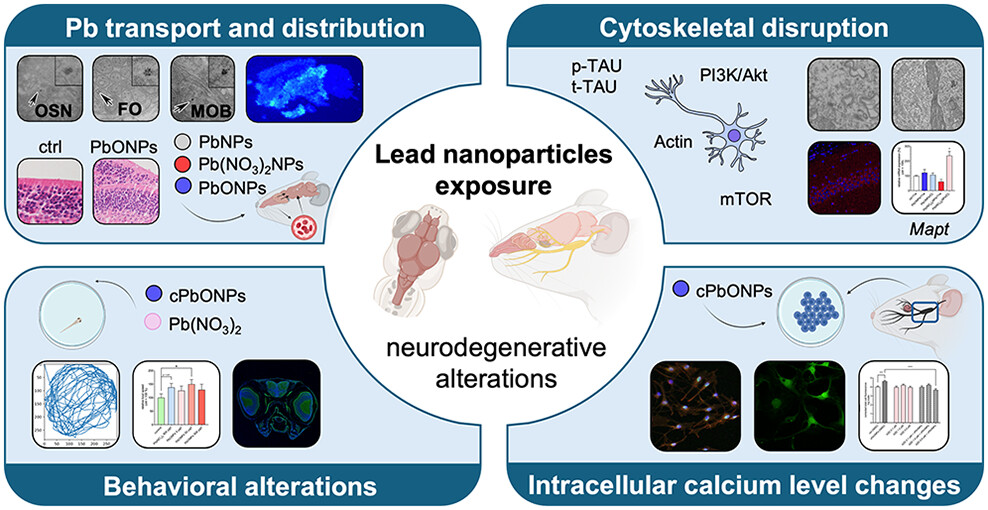 Pb transport and distribution
OSN
FO
MOB
ctrl
PbONPs
PbNPs
Pb(NO₃)₂NPs
PbONPs
Cytoskeletal disruption
p-TAU
t-TAU
PI3K/Akt
Actin
mTOR
Mapt
Lead nanoparticles
exposure
neurodegenerative
alterations
cPbONPs
Pb(NO₃)₂
Behavioral alterations
cPbONPs
Intracellular calcium level changes